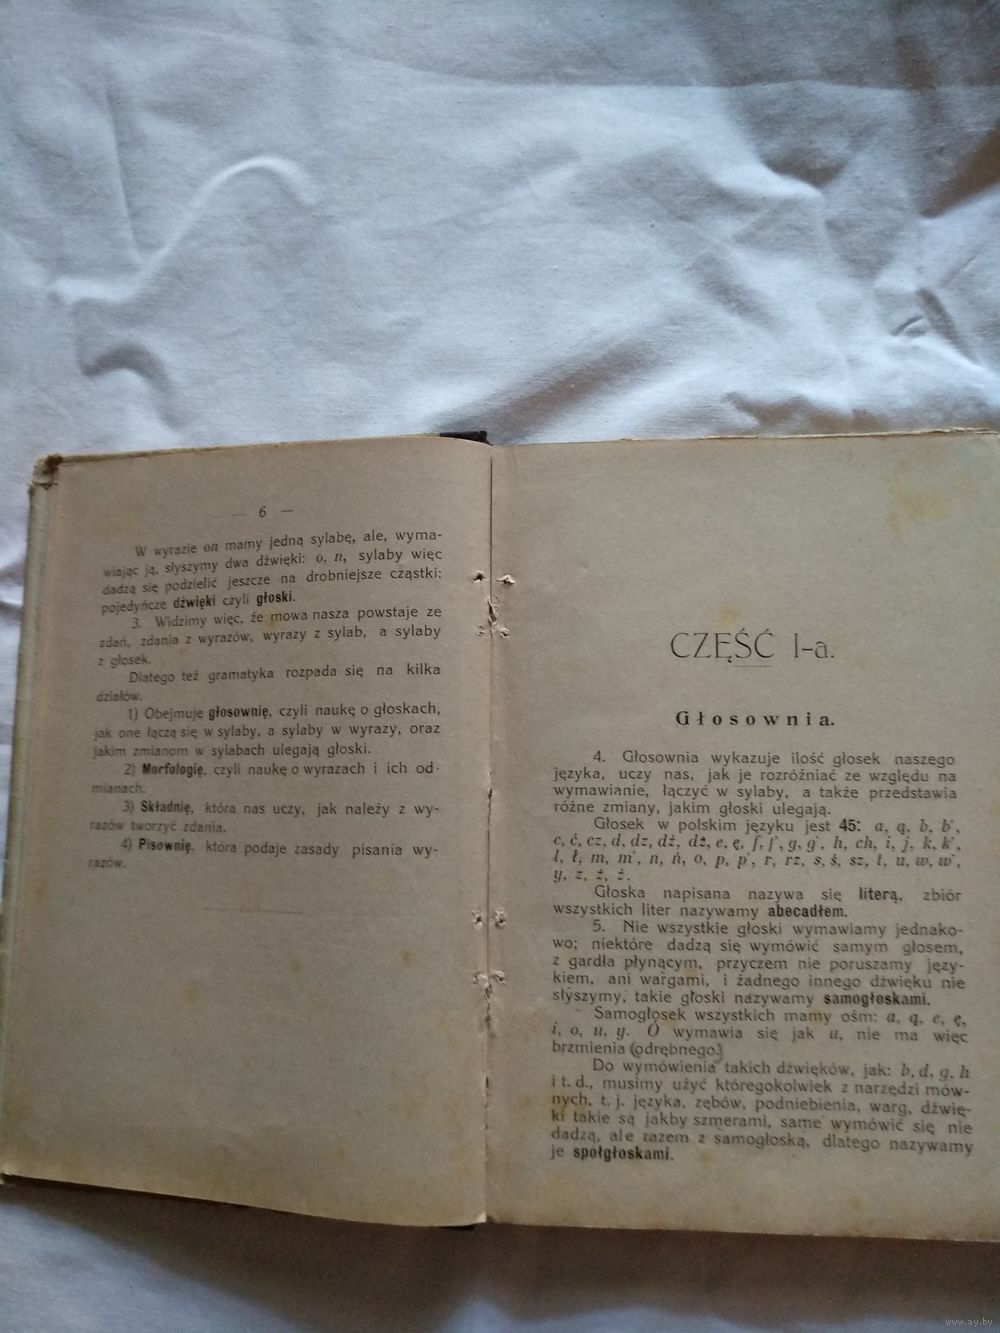 — 6 —
W wyrazie on mamy jedną sylabę, ale, wyma-
wiając ją, słyszymy dwa dźwięki: o, n, sylaby więc
dadzą się podzielić jeszcze na drobniejsze cząstki:
pojedyńcze dźwięki czyli głoski.
3. Widzimy więc, że mowa nasza powstaje ze
zdań, zdania z wyrazów, wyrazy z sylab, a sylaby
z głosek.
Dlatego też gramatyka rozpada się na kilka
działów.
1) Obejmuje głosownię, czyli naukę o głoskach,
jak one łączą się w sylaby, a sylaby w wyrazy, oraz
jakim zmianom w sylabach ulegają głoski.
2) Morfologię, czyli naukę o wyrazach i ich od-
mianach.
3) Składnię, która nas uczy, jak należy z wy-
razów tworzyć zdania.
4) Pisownię, która podaje zasady pisania wy-
razów.
CZĘŚĆ I-a.
Głosownia.
4. Głosownia wykazuje ilość głosek naszego
języka, uczy nas, jak je rozróżniać ze względu na
wymawianie, łączyć w sylaby, a także przedstawia
różne zmiany, jakim głoski ulegają.
Głosek w polskim języku jest 45: a, ą, b, b',
c, ć, cz, d, dz, dź, dż, e, ę, f, f', g, g', h, ch, i, j, k, k',
l, ł, m, m', n, ń, o, p, p', r, rz, s, ś, sz, t, u, w, w',
y, z, ź, ż.
Głoska napisana nazywa się literą, zbiór
wszystkich liter nazywamy abecadłem.
5. Nie wszystkie głoski wymawiamy jednako-
wo; niektóre dadzą się wymówić samym głosem,
z gardła płynącym, przyczem nie poruszamy języ-
kiem, ani wargami, i żadnego innego dźwięku nie
słyszymy, takie głoski nazywamy samogłoskami.
Samogłosek wszystkich mamy ośm: a, ą, e, ę,
i, o, u, y. Ó wymawia się jak u, nie ma więc
brzmienia (odrębnego.)
Do wymówienia takich dźwięków, jak: b, d, g, h
i t. d., musimy użyć któregokolwiek z narzędzi mów-
nych, t. j. języka, zębów, podniebienia, warg, dźwię-
ki takie są jakby szmerami, same wymówić się nie
dadzą, ale razem z samogłoską, dlatego nazywamy
je spółgłoskami.
www.ay.by